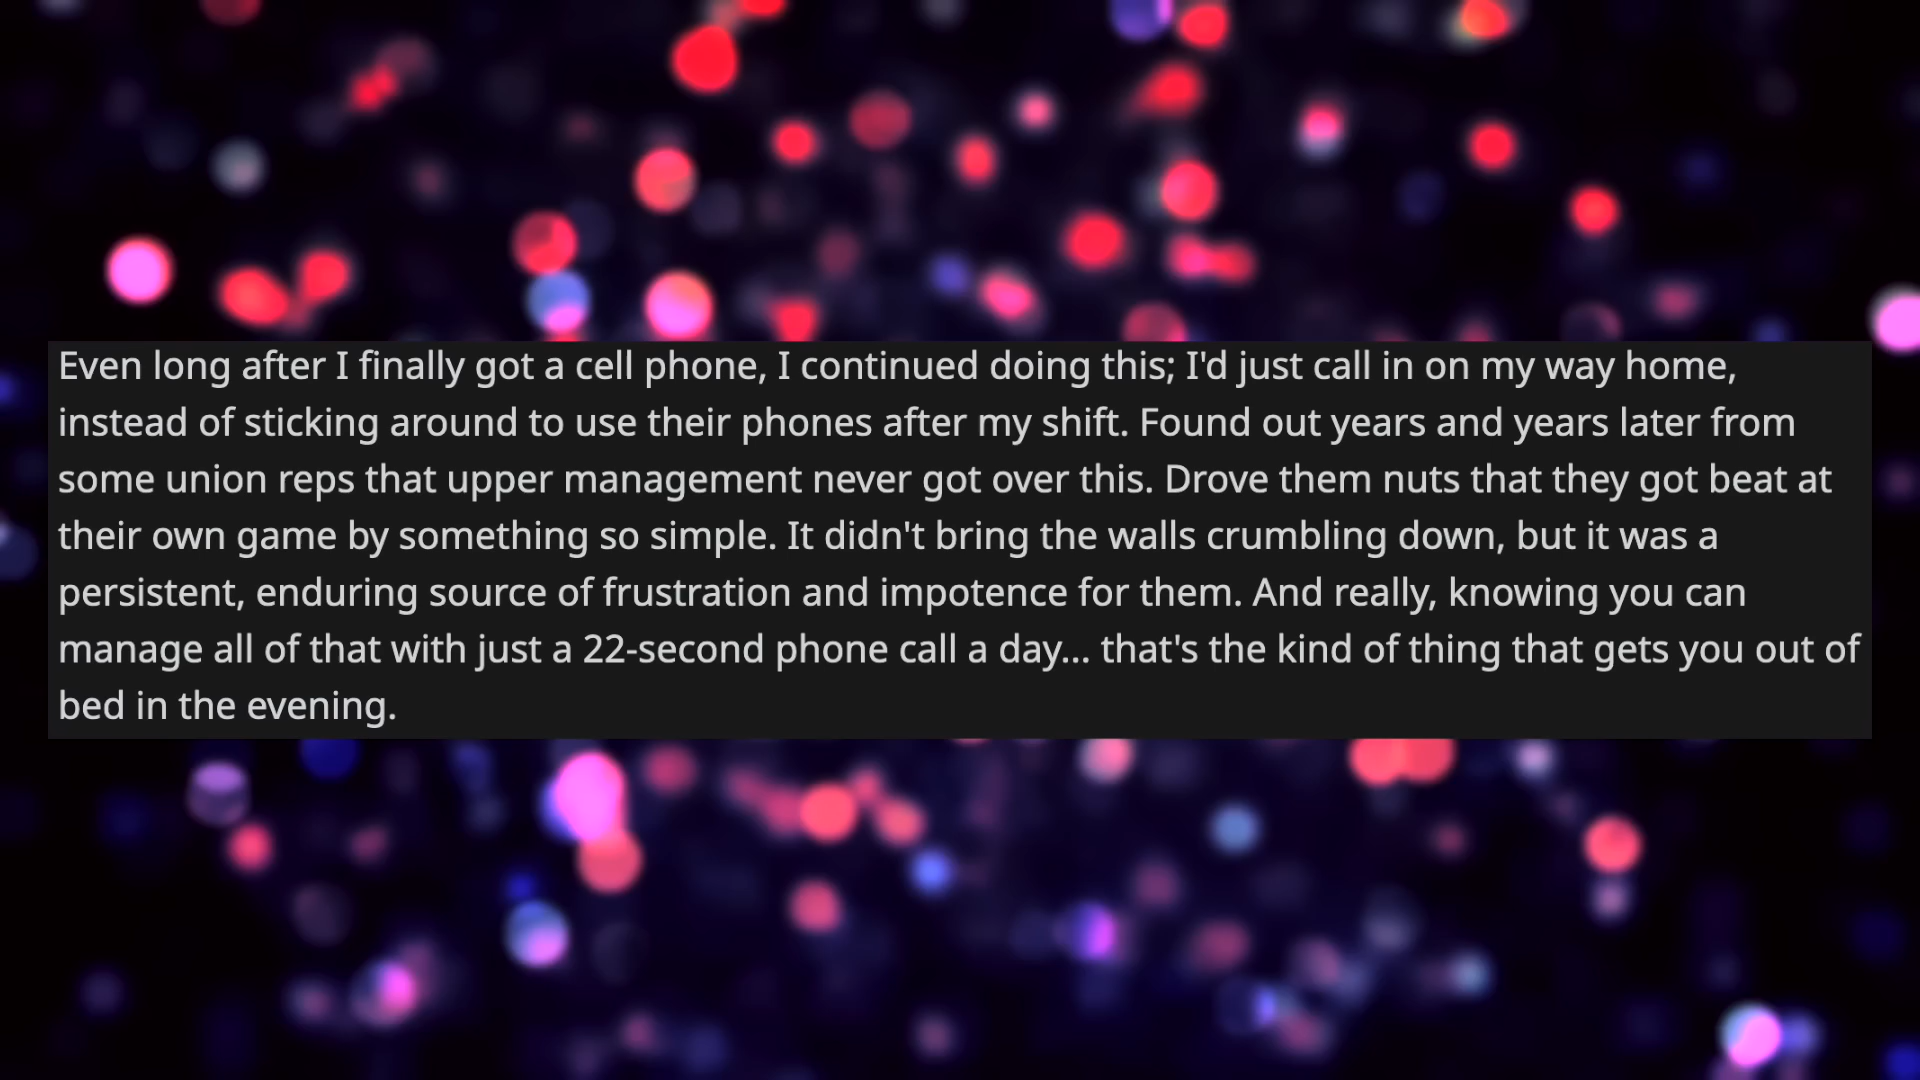 Even long after I finally got a cell phone, I continued doing this; I'd just call in on my way home,
instead of sticking around to use their phones after my shift. Found out years and years later from
some union reps that upper management never got over this. Drove them nuts that they got beat at
their own game by something so simple. It didn't bring the walls crumbling down, but it was a
persistent, enduring source of frustration and impotence for them. And really, knowing you can
manage all of that with just a 22-second phone call a day... that's the kind of thing that gets you out of
bed in the evening.